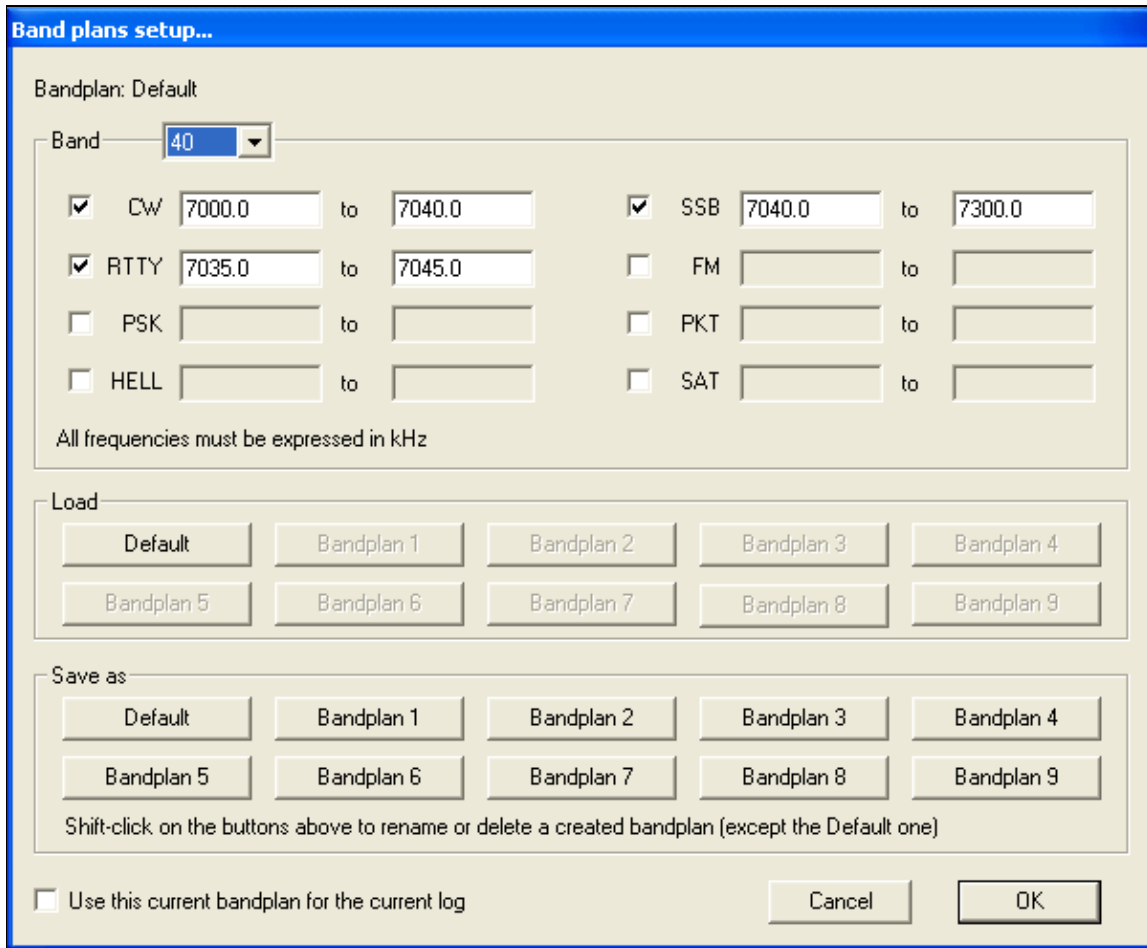 Band plans setup...
Bandplan: Default
Band 40
CW 7000.0 to 7040.0 SSB 7040.0 to 7300.0
RTTY 7035.0 to 7045.0 FM to
PSK to PKT to
HELL to SAT to
All frequencies must be expressed in kHz
Load
Default Bandplan 1 Bandplan 2 Bandplan 3 Bandplan 4
Bandplan 5 Bandplan 6 Bandplan 7 Bandplan 8 Bandplan 9
Save as
Default Bandplan 1 Bandplan 2 Bandplan 3 Bandplan 4
Bandplan 5 Bandplan 6 Bandplan 7 Bandplan 8 Bandplan 9
Shift-click on the buttons above to rename or delete a created bandplan (except the Default one)
Use this current bandplan for the current log Cancel OK